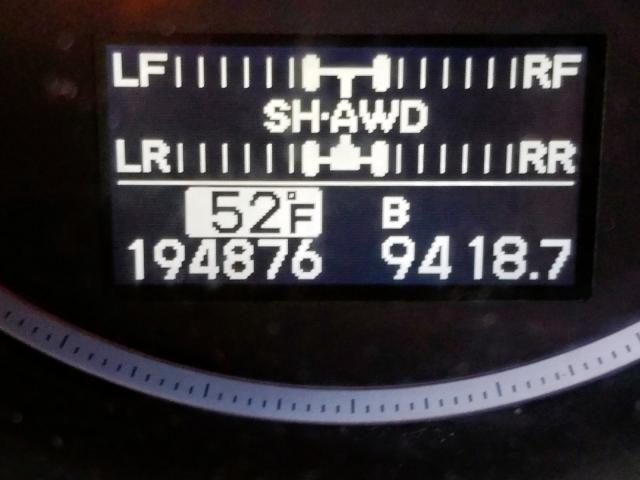 LF RF
SH·AWD
LR RR
52°F B
194876 9418.7